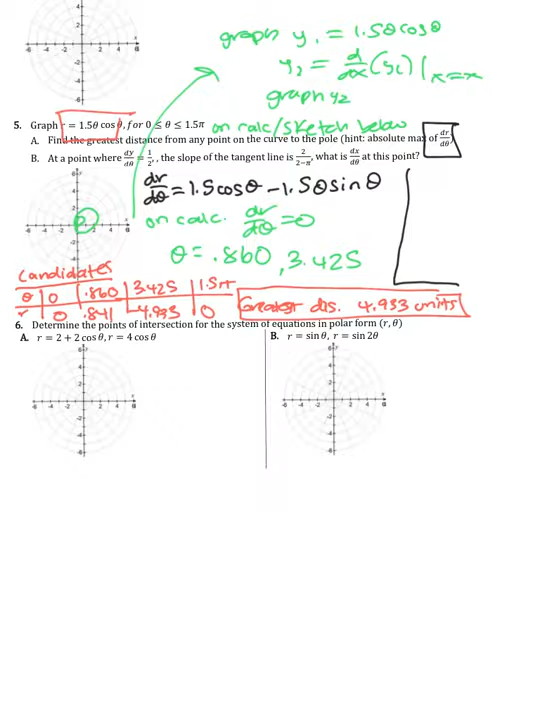 graph y₁ = 1.5θcosθ
y₂ = d/dx(y₁)|x=x
graph y2
5. Graph r = 1.5θ cos θ, for 0 ≤ θ ≤ 1.5π on calc/sketch below
A. Find the greatest distance from any point on the curve to the pole (hint: absolute max of dr/dθ)
B. At a point where dy/dθ = 1/2, the slope of the tangent line is 2/(2−π), what is dx/dθ at this point?
dr/dθ = 1.5cosθ − 1.5θsinθ
on calc. dr/dθ = 0
θ = .860, 3.425
Candidates
θ | 0 | .860 | 3.425 | 1.5π
r | 0 | .841 | -4.933 | 0
Greatest dis. 4.933 units
6. Determine the points of intersection for the system of equations in polar form (r, θ)
A. r = 2 + 2 cos θ, r = 4 cos θ
B. r = sin θ, r = sin 2θ